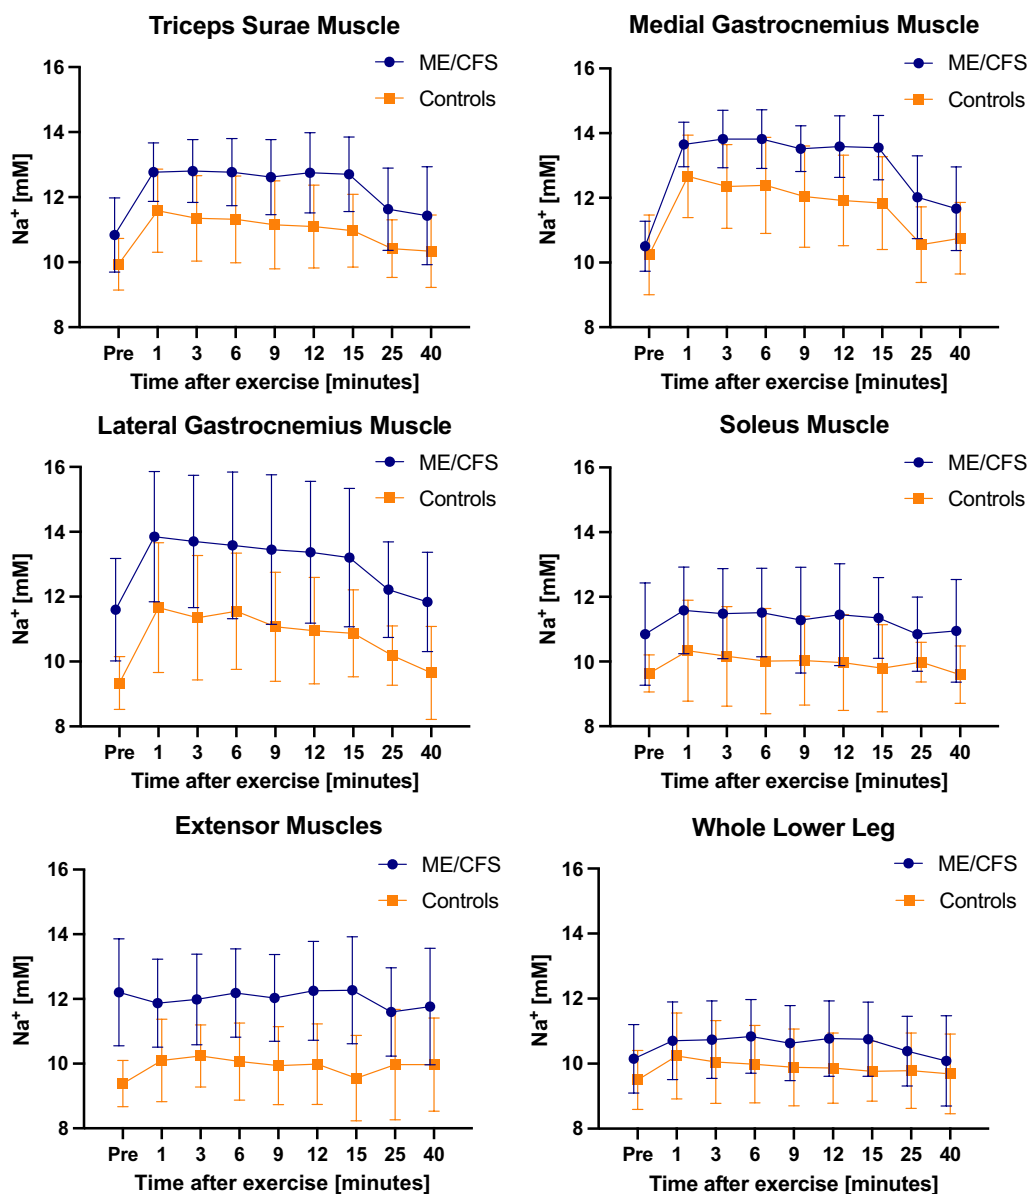 Triceps Surae Muscle
ME/CFS
Controls
16
14
12
10
8
Na⁺ [mM]
Pre 1 3 6 9 12 15 25 40
Time after exercise [minutes]
Medial Gastrocnemius Muscle
ME/CFS
Controls
16
14
12
10
8
Na⁺ [mM]
Pre 1 3 6 9 12 15 25 40
Time after exercise [minutes]
Lateral Gastrocnemius Muscle
ME/CFS
Controls
16
14
12
10
8
Na⁺ [mM]
Pre 1 3 6 9 12 15 25 40
Time after exercise [minutes]
Soleus Muscle
ME/CFS
Controls
16
14
12
10
8
Na⁺ [mM]
Pre 1 3 6 9 12 15 25 40
Time after exercise [minutes]
Extensor Muscles
ME/CFS
Controls
16
14
12
10
8
Na⁺ [mM]
Pre 1 3 6 9 12 15 25 40
Time after exercise [minutes]
Whole Lower Leg
ME/CFS
Controls
16
14
12
10
8
Na⁺ [mM]
Pre 1 3 6 9 12 15 25 40
Time after exercise [minutes]